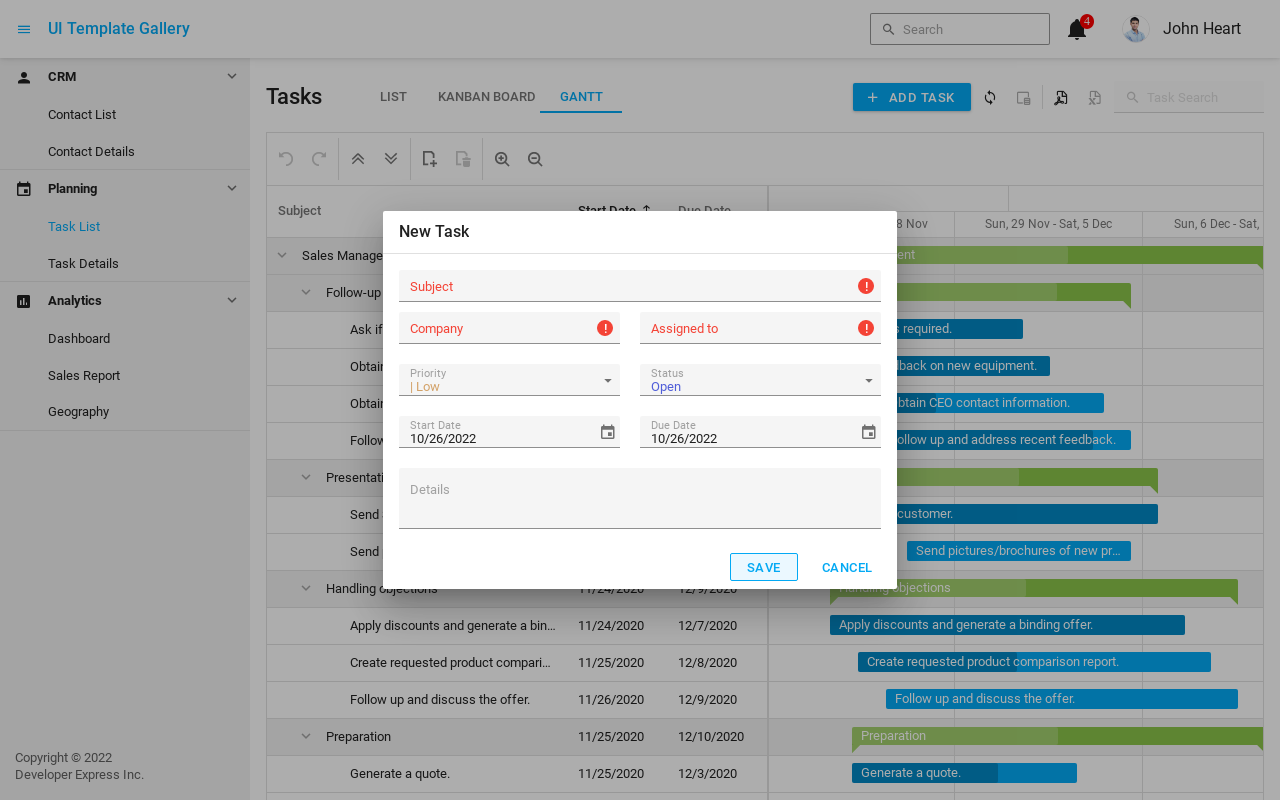 UI Template Gallery
Search
4
John Heart
CRM
Contact List
Contact Details
Planning
Task List
Task Details
Analytics
Dashboard
Sales Report
Geography
Copyright © 2022
Developer Express Inc.
Tasks
LIST
KANBAN BOARD
GANTT
ADD TASK
Task Search
Subject
Start Date
Due Date
8 Nov
Sun, 29 Nov - Sat, 5 Dec
Sun, 6 Dec - Sat,
Sales Manage
ent
Follow-up
Ask if
s required.
Obtain
dback on new equipment.
Obtain
btain CEO contact information.
Follow
ollow up and address recent feedback.
Presentati
Send
customer.
Send
Send pictures/brochures of new pr...
Handling objections
11/24/2020
12/9/2020
Handling objections
Apply discounts and generate a bin...
11/24/2020
12/7/2020
Apply discounts and generate a binding offer.
Create requested product compari...
11/25/2020
12/8/2020
Create requested product comparison report.
Follow up and discuss the offer.
11/26/2020
12/9/2020
Follow up and discuss the offer.
Preparation
11/25/2020
12/10/2020
Preparation
Generate a quote.
11/25/2020
12/3/2020
Generate a quote.
New Task
Subject
Company
Assigned to
Priority
| Low
Status
Open
Start Date
10/26/2022
Due Date
10/26/2022
Details
SAVE
CANCEL